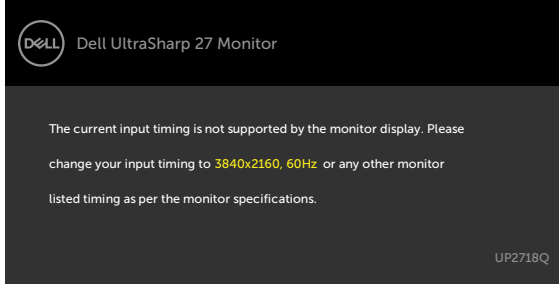 DELL
Dell UltraSharp 27 Monitor
The current input timing is not supported by the monitor display. Please
change your input timing to 3840x2160, 60Hz or any other monitor
listed timing as per the monitor specifications.
UP2718Q